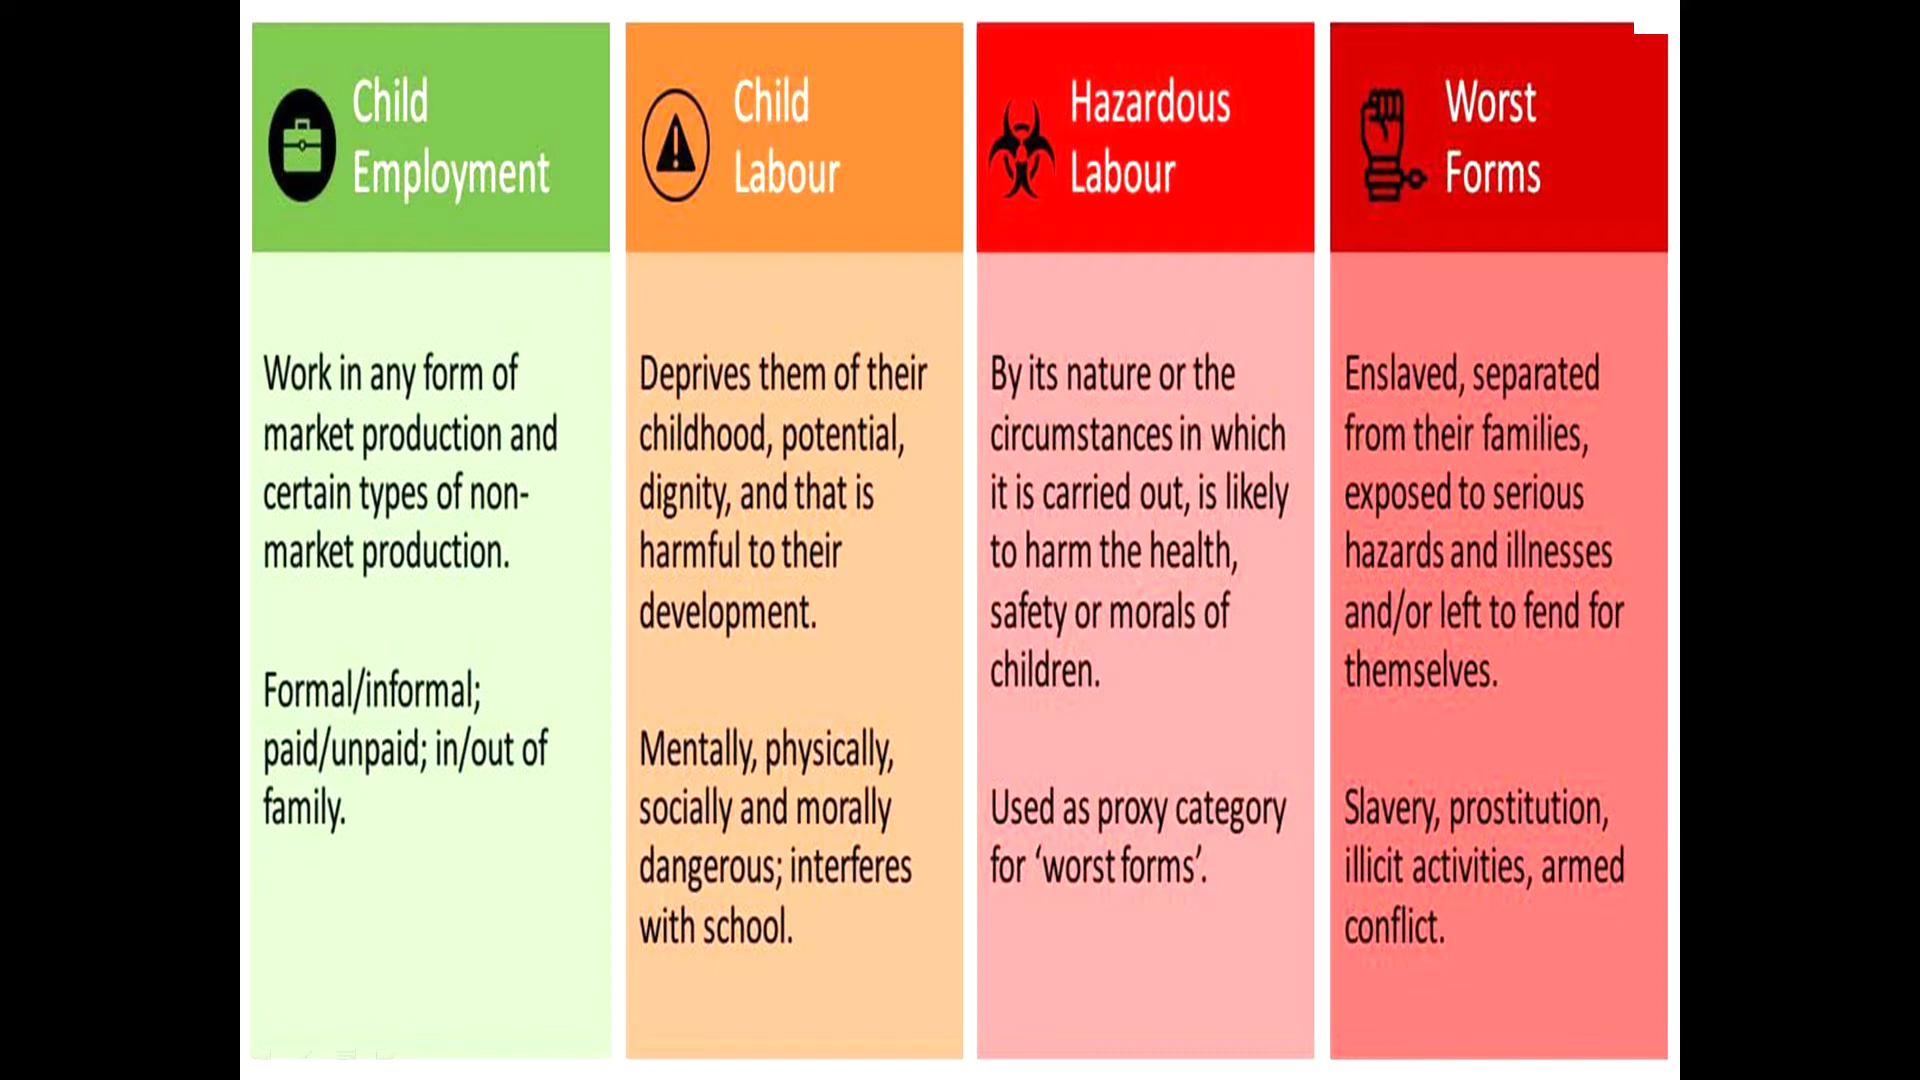 Child
Employment
Work in any form of
market production and
certain types of non-
market production.
Formal/informal;
paid/unpaid; in/out of
family.
Child
Labour
Deprives them of their
childhood, potential,
dignity, and that is
harmful to their
development.
Mentally, physically,
socially and morally
dangerous; interferes
with school.
Hazardous
Labour
By its nature or the
circumstances in which
it is carried out, is likely
to harm the health,
safety or morals of
children.
Used as proxy category
for ‘worst forms’.
Worst
Forms
Enslaved, separated
from their families,
exposed to serious
hazards and illnesses
and/or left to fend for
themselves.
Slavery, prostitution,
illicit activities, armed
conflict.